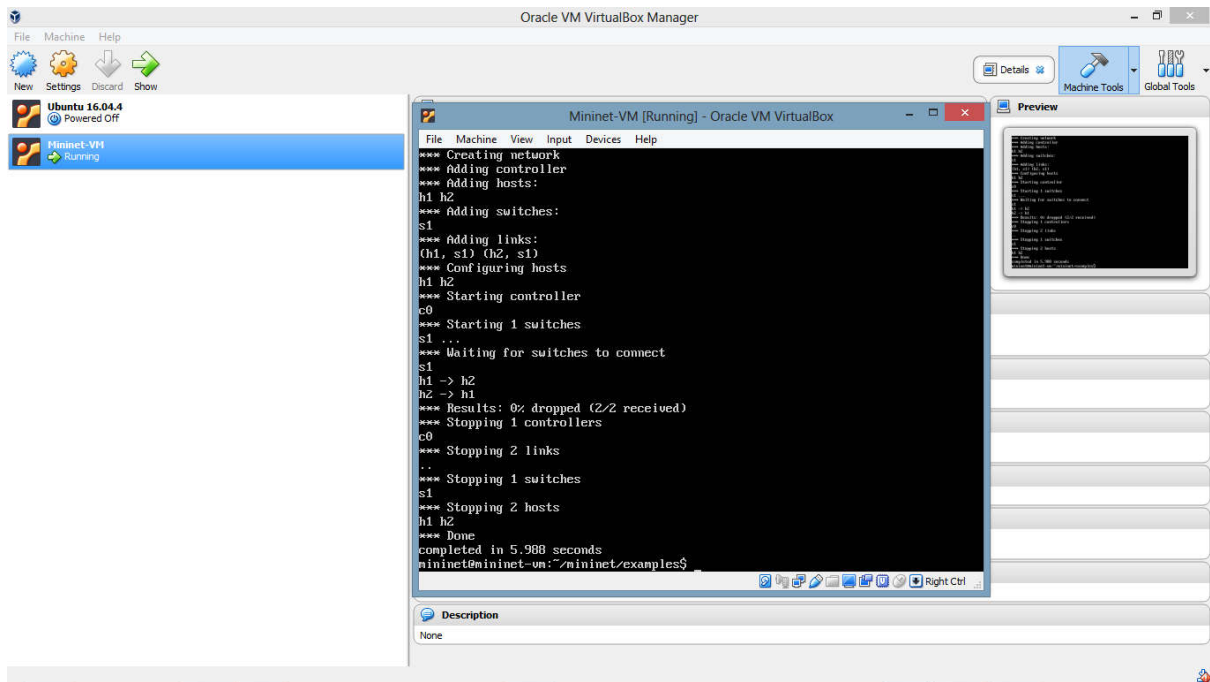 Oracle VM VirtualBox Manager
File Machine Help
New Settings Discard Show
Details
Machine Tools
Global Tools
Ubuntu 16.04.4
Powered Off
Mininet-VM
Running
Mininet-VM [Running] - Oracle VM VirtualBox
File Machine View Input Devices Help
*** Creating network
*** Adding controller
*** Adding hosts:
h1 h2
*** Adding switches:
s1
*** Adding links:
(h1, s1) (h2, s1)
*** Configuring hosts
h1 h2
*** Starting controller
c0
*** Starting 1 switches
s1 ...
*** Waiting for switches to connect
s1
h1 -> h2
h2 -> h1
*** Results: 0% dropped (2/2 received)
*** Stopping 1 controllers
c0
*** Stopping 2 links
..
*** Stopping 1 switches
s1
*** Stopping 2 hosts
h1 h2
*** Done
completed in 5.988 seconds
mininet@mininet-vm:~/mininet/examples$ _
Right Ctrl
Preview
Description
None